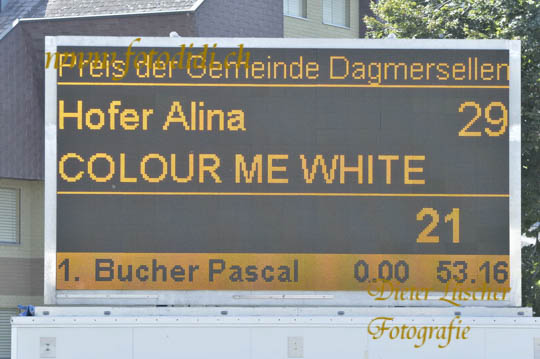 www.fotodidi.ch
Preis der Gemeinde Dagmersellen
Hofer Alina 29
COLOUR ME WHITE
21
1. Bucher Pascal 0.00 53.16
Dieter Lüscher
Fotografie